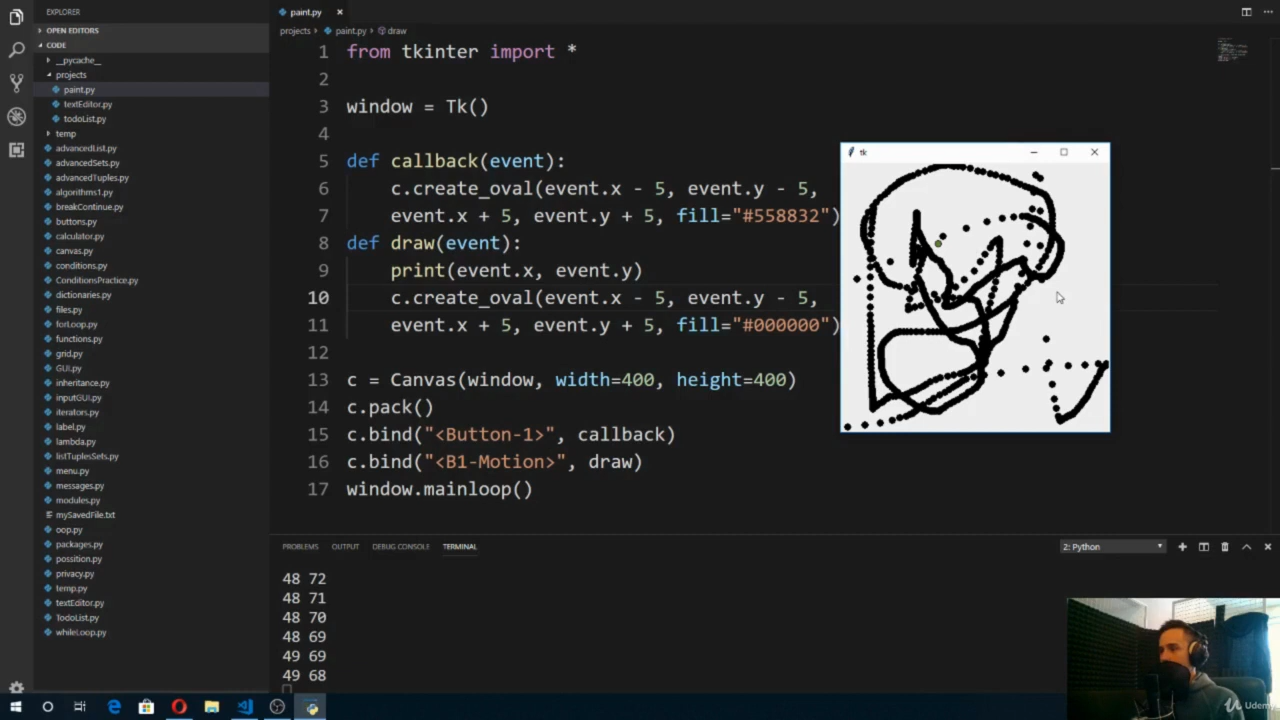 EXPLORER
OPEN EDITORS
CODE
__pycache__
projects
paint.py
textEditor.py
todoList.py
temp
advancedList.py
advancedSets.py
advancedTuples.py
algorithms1.py
breakContinue.py
buttons.py
calculator.py
canvas.py
conditions.py
ConditionsPractice.py
dictionaries.py
files.py
forLoop.py
functions.py
grid.py
GUI.py
inheritance.py
inputGUI.py
iterators.py
label.py
lambda.py
listTuplesSets.py
menu.py
messages.py
modules.py
mySavedFile.txt
oop.py
packages.py
possition.py
privacy.py
temp.py
textEditor.py
TodoList.py
whileLoop.py
paint.py
projects paint.py draw
1 from tkinter import *
2
3 window = Tk()
4
5 def callback(event):
6 c.create_oval(event.x - 5, event.y - 5,
7 event.x + 5, event.y + 5, fill="#558832")
8 def draw(event):
9 print(event.x, event.y)
10 c.create_oval(event.x - 5, event.y - 5,
11 event.x + 5, event.y + 5, fill="#000000")
12
13 c = Canvas(window, width=400, height=400)
14 c.pack()
15 c.bind("<Button-1>", callback)
16 c.bind("<B1-Motion>", draw)
17 window.mainloop()
tk
PROBLEMS OUTPUT DEBUG CONSOLE TERMINAL
2: Python
48 72
48 71
48 70
48 69
49 69
49 68
Udemy